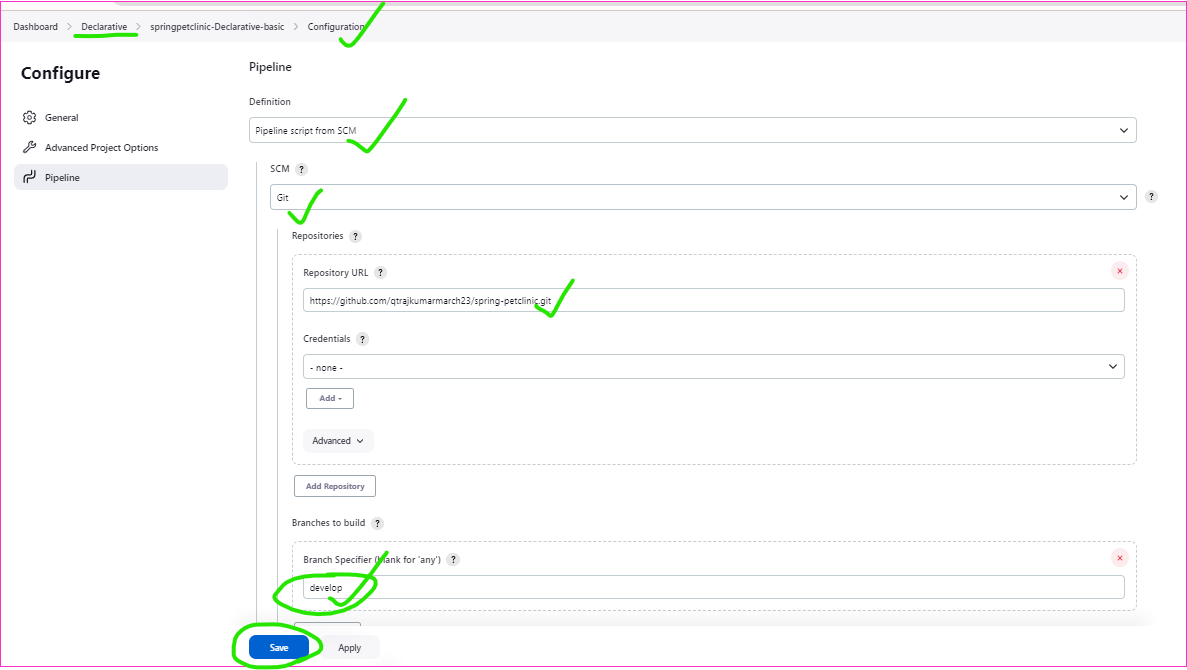 Dashboard > Declarative > springpetclinic-Declarative-basic > Configuration
Configure
General
Advanced Project Options
Pipeline
Pipeline
Definition
Pipeline script from SCM
SCM ?
Git
?
Repositories ?
Repository URL ?
https://github.com/qtrajkumarmarch23/spring-petclinic.git
Credentials ?
- none -
Add
Advanced
Add Repository
Branches to build ?
Branch Specifier (blank for 'any') ?
develop
Save
Apply